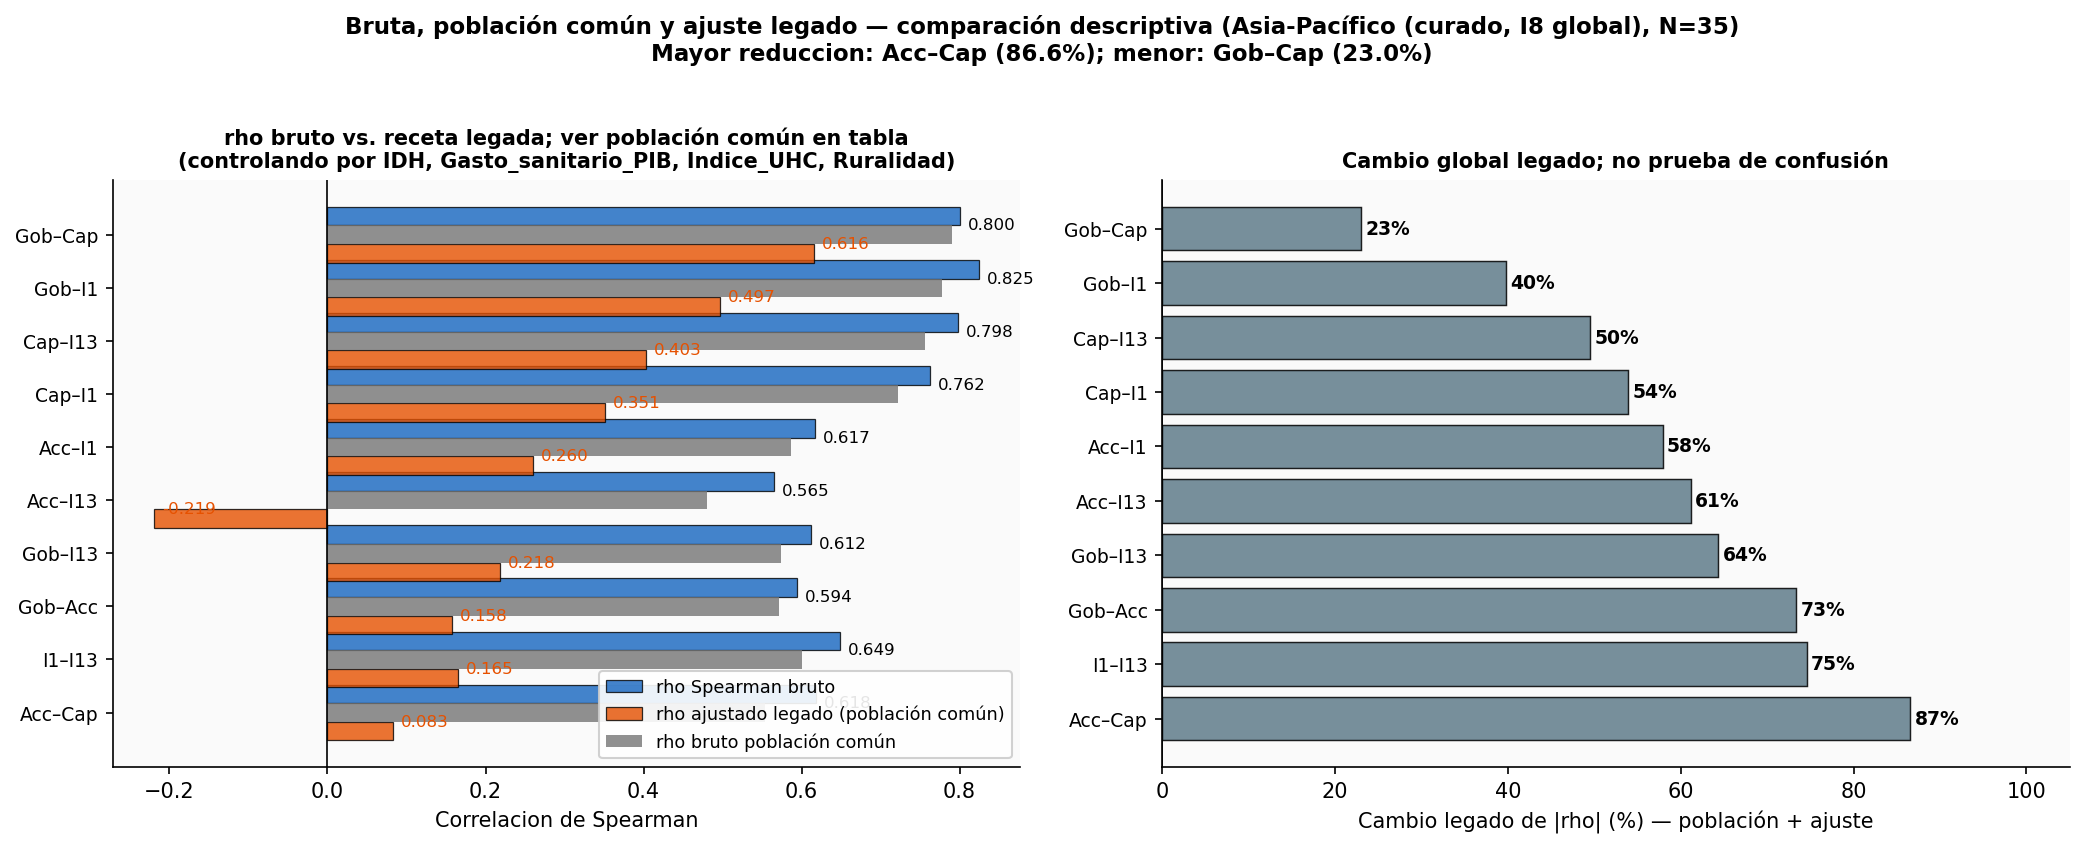 Bruta, población común y ajuste legado — comparación descriptiva (Asia-Pacífico (curado, I8 global), N=35)
Mayor reduccion: Acc–Cap (86.6%); menor: Gob–Cap (23.0%)
rho bruto vs. receta legada; ver población común en tabla
(controlando por IDH, Gasto_sanitario_PIB, Indice_UHC, Ruralidad)
Gob–Cap
0.800
0.616
Gob–I1
0.825
0.497
Cap–I13
0.798
0.403
Cap–I1
0.762
0.351
Acc–I1
0.617
0.260
Acc–I13
0.565
-0.219
Gob–I13
0.612
0.218
Gob–Acc
0.594
0.158
I1–I13
0.649
0.165
Acc–Cap
0.618
0.083
rho Spearman bruto
rho ajustado legado (población común)
rho bruto población común
−0.2 0.0 0.2 0.4 0.6 0.8
Correlacion de Spearman
Cambio global legado; no prueba de confusión
Gob–Cap 23%
Gob–I1 40%
Cap–I13 50%
Cap–I1 54%
Acc–I1 58%
Acc–I13 61%
Gob–I13 64%
Gob–Acc 73%
I1–I13 75%
Acc–Cap 87%
0 20 40 60 80 100
Cambio legado de |rho| (%) — población + ajuste